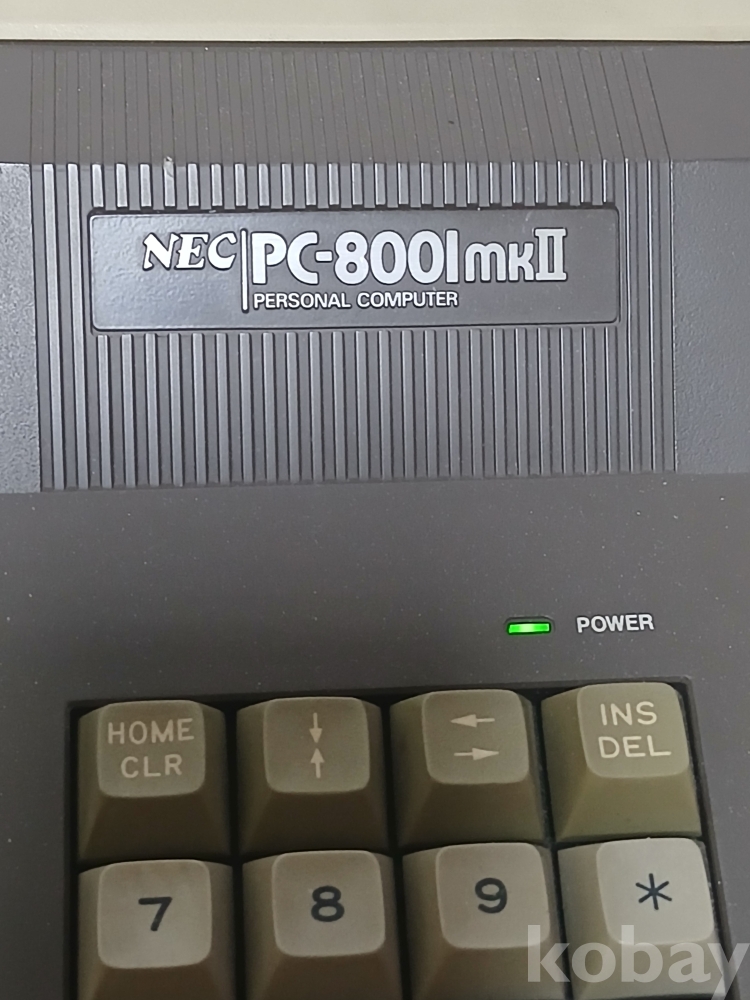 NEC PC-8001mkII
PERSONAL COMPUTER
POWER
HOME
CLR
↓
↑
←
→
INS
DEL
7
8
9
*
kobay